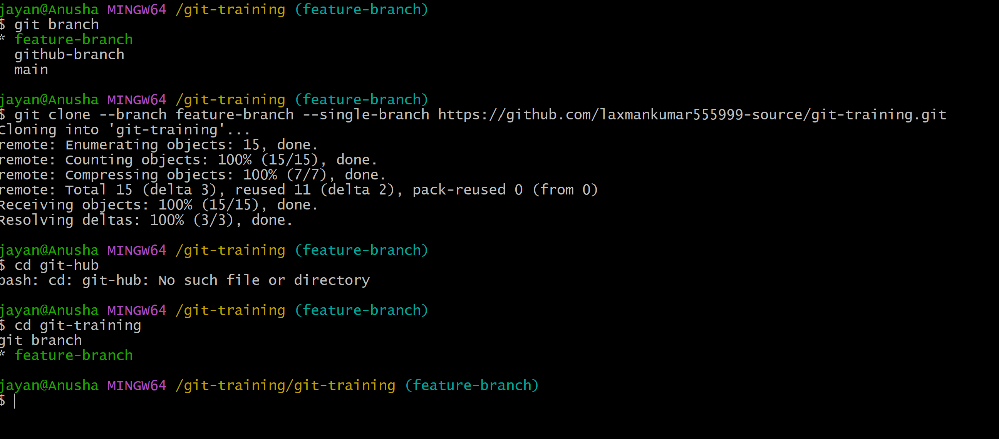 jayan@Anusha MINGW64 /git-training (feature-branch)
$ git branch
* feature-branch
  github-branch
  main
jayan@Anusha MINGW64 /git-training (feature-branch)
$ git clone --branch feature-branch --single-branch https://github.com/laxmankumar555999-source/git-training.git
Cloning into 'git-training'...
remote: Enumerating objects: 15, done.
remote: Counting objects: 100% (15/15), done.
remote: Compressing objects: 100% (7/7), done.
remote: Total 15 (delta 3), reused 11 (delta 2), pack-reused 0 (from 0)
Receiving objects: 100% (15/15), done.
Resolving deltas: 100% (3/3), done.
jayan@Anusha MINGW64 /git-training (feature-branch)
$ cd git-hub
bash: cd: git-hub: No such file or directory
jayan@Anusha MINGW64 /git-training (feature-branch)
$ cd git-training
git branch
* feature-branch
jayan@Anusha MINGW64 /git-training/git-training (feature-branch)
$